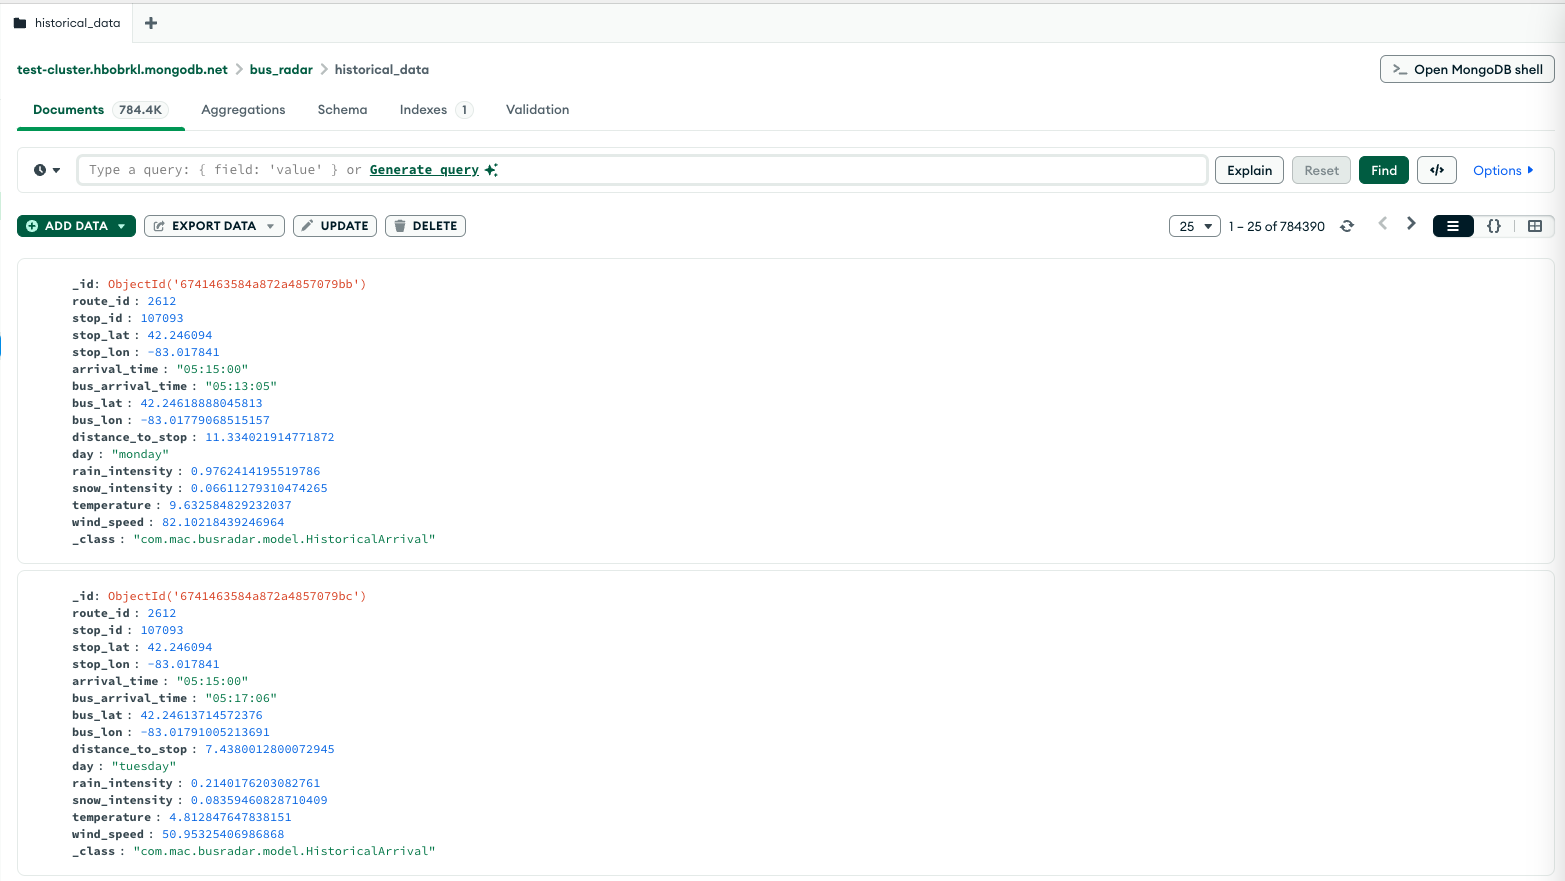 historical_data
test-cluster.hbobrkl.mongodb.net > bus_radar > historical_data
>_ Open MongoDB shell
Documents 784.4K Aggregations Schema Indexes 1 Validation
Type a query: { field: 'value' } or Generate query
Explain Reset Find </> Options
ADD DATA EXPORT DATA UPDATE DELETE 25 1 – 25 of 784390 {}
_id: ObjectId('6741463584a872a4857079bb')
route_id : 2612
stop_id : 107093
stop_lat : 42.246094
stop_lon : -83.017841
arrival_time : "05:15:00"
bus_arrival_time : "05:13:05"
bus_lat : 42.24618888045813
bus_lon : -83.01779068515157
distance_to_stop : 11.334021914771872
day : "monday"
rain_intensity : 0.9762414195519786
snow_intensity : 0.06611279310474265
temperature : 9.632584829232037
wind_speed : 82.10218439246964
_class : "com.mac.busradar.model.HistoricalArrival"
_id: ObjectId('6741463584a872a4857079bc')
route_id : 2612
stop_id : 107093
stop_lat : 42.246094
stop_lon : -83.017841
arrival_time : "05:15:00"
bus_arrival_time : "05:17:06"
bus_lat : 42.24613714572376
bus_lon : -83.01791005213691
distance_to_stop : 7.4380012800072945
day : "tuesday"
rain_intensity : 0.2140176203082761
snow_intensity : 0.08359460828710409
temperature : 4.812847647838151
wind_speed : 50.95325406986868
_class : "com.mac.busradar.model.HistoricalArrival"